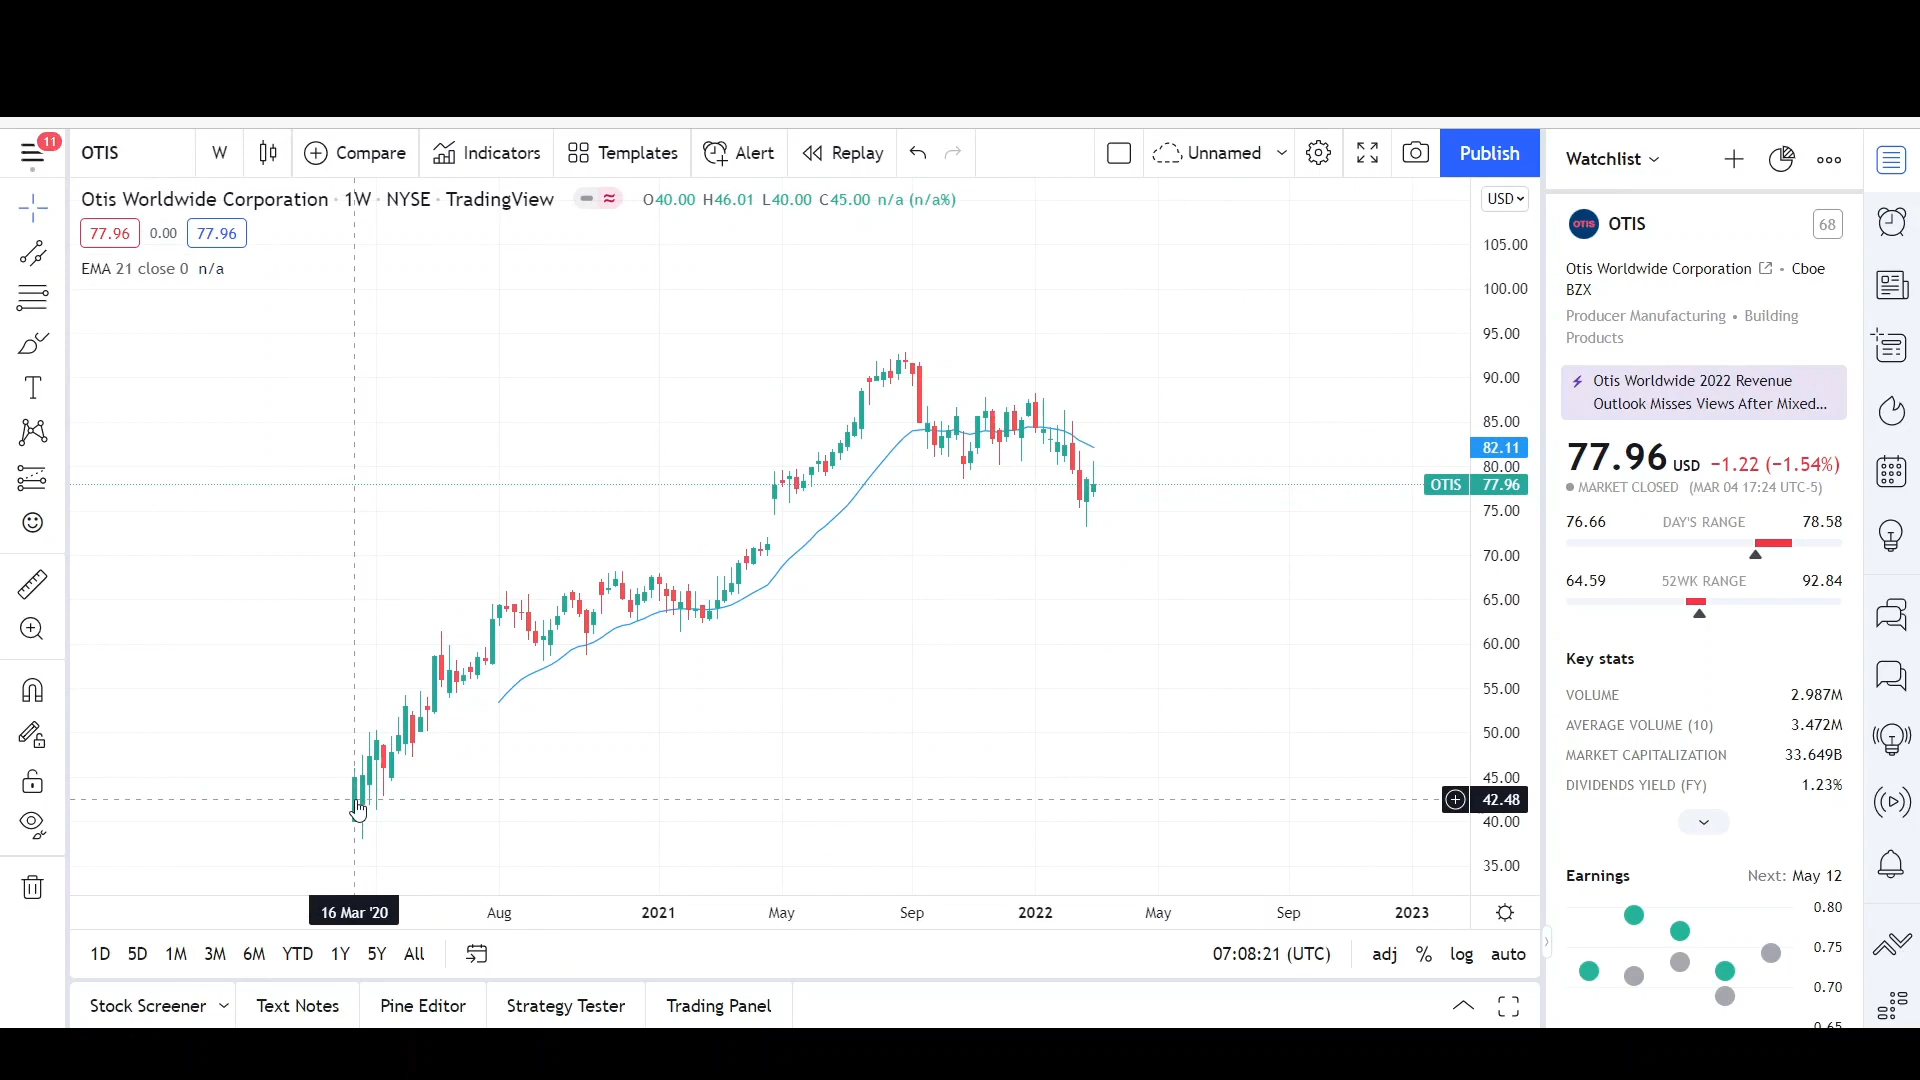 11
OTIS
W
Compare
Indicators
Templates
Alert
Replay
Unnamed
Publish
Otis Worldwide Corporation · 1W · NYSE · TradingView
O40.00 H46.01 L40.00 C45.00 n/a (n/a%)
77.96
0.00
77.96
EMA 21 close 0 n/a
USD
105.00
100.00
95.00
90.00
85.00
82.11
80.00
OTIS 77.96
75.00
70.00
65.00
60.00
55.00
50.00
45.00
42.48
40.00
35.00
16 Mar '20
Aug
2021
May
Sep
2022
May
Sep
2023
1D 5D 1M 3M 6M YTD 1Y 5Y All
07:08:21 (UTC)
adj % log auto
Stock Screener
Text Notes
Pine Editor
Strategy Tester
Trading Panel
Watchlist
OTIS
OTIS
68
Otis Worldwide Corporation • Cboe
BZX
Producer Manufacturing • Building
Products
Otis Worldwide 2022 Revenue
Outlook Misses Views After Mixed...
77.96 USD −1.22 (−1.54%)
MARKET CLOSED (MAR 04 17:24 UTC-5)
76.66 DAY'S RANGE 78.58
64.59 52WK RANGE 92.84
Key stats
VOLUME 2.987M
AVERAGE VOLUME (10) 3.472M
MARKET CAPITALIZATION 33.649B
DIVIDENDS YIELD (FY) 1.23%
Earnings Next: May 12
0.80
0.75
0.70
0.65